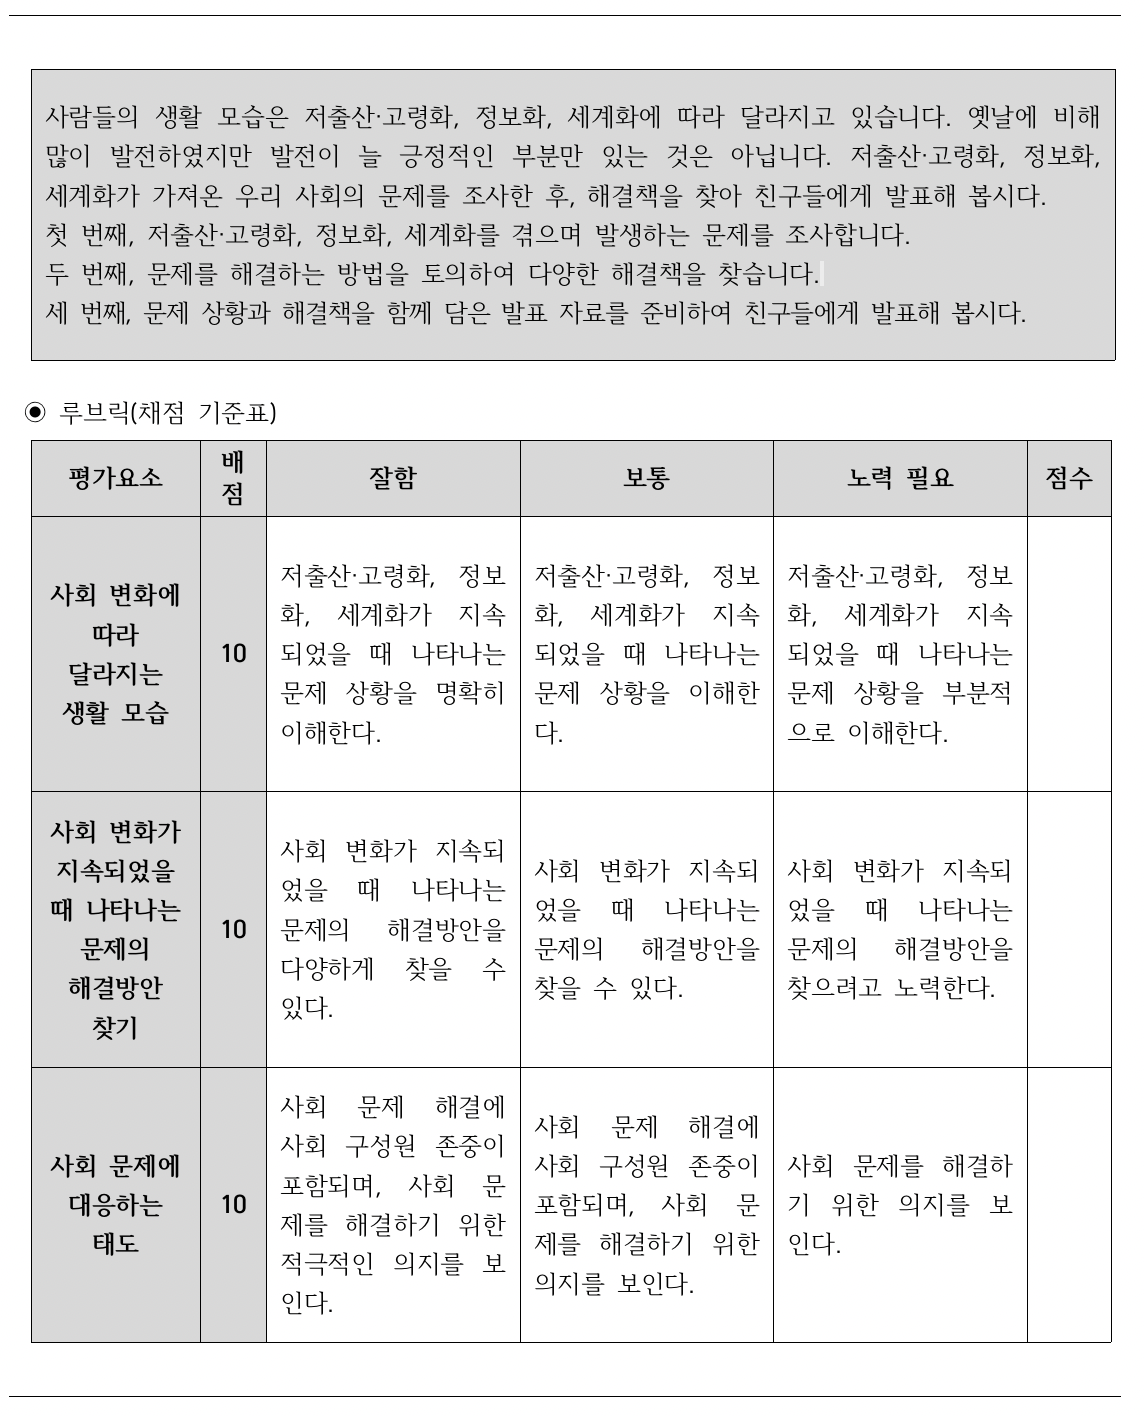 사람들의 생활 모습은 저출산·고령화, 정보화, 세계화에 따라 달라지고 있습니다. 옛날에 비해
많이 발전하였지만 발전이 늘 긍정적인 부분만 있는 것은 아닙니다. 저출산·고령화, 정보화,
세계화가 가져온 우리 사회의 문제를 조사한 후, 해결책을 찾아 친구들에게 발표해 봅시다.
첫 번째, 저출산·고령화, 정보화, 세계화를 겪으며 발생하는 문제를 조사합니다.
두 번째, 문제를 해결하는 방법을 토의하여 다양한 해결책을 찾습니다.
세 번째, 문제 상황과 해결책을 함께 담은 발표 자료를 준비하여 친구들에게 발표해 봅시다.
◉ 루브릭(채점 기준표)
평가요소
배
점
잘함
보통
노력 필요
점수
사회 변화에
따라
달라지는
생활 모습
10
저출산·고령화, 정보
화, 세계화가 지속
되었을 때 나타나는
문제 상황을 명확히
이해한다.
저출산·고령화, 정보
화, 세계화가 지속
되었을 때 나타나는
문제 상황을 이해한
다.
저출산·고령화, 정보
화, 세계화가 지속
되었을 때 나타나는
문제 상황을 부분적
으로 이해한다.
사회 변화가
지속되었을
때 나타나는
문제의
해결방안
찾기
10
사회 변화가 지속되
었을 때 나타나는
문제의 해결방안을
다양하게 찾을 수
있다.
사회 변화가 지속되
었을 때 나타나는
문제의 해결방안을
찾을 수 있다.
사회 변화가 지속되
었을 때 나타나는
문제의 해결방안을
찾으려고 노력한다.
사회 문제에
대응하는
태도
10
사회 문제 해결에
사회 구성원 존중이
포함되며, 사회 문
제를 해결하기 위한
적극적인 의지를 보
인다.
사회 문제 해결에
사회 구성원 존중이
포함되며, 사회 문
제를 해결하기 위한
의지를 보인다.
사회 문제를 해결하
기 위한 의지를 보
인다.